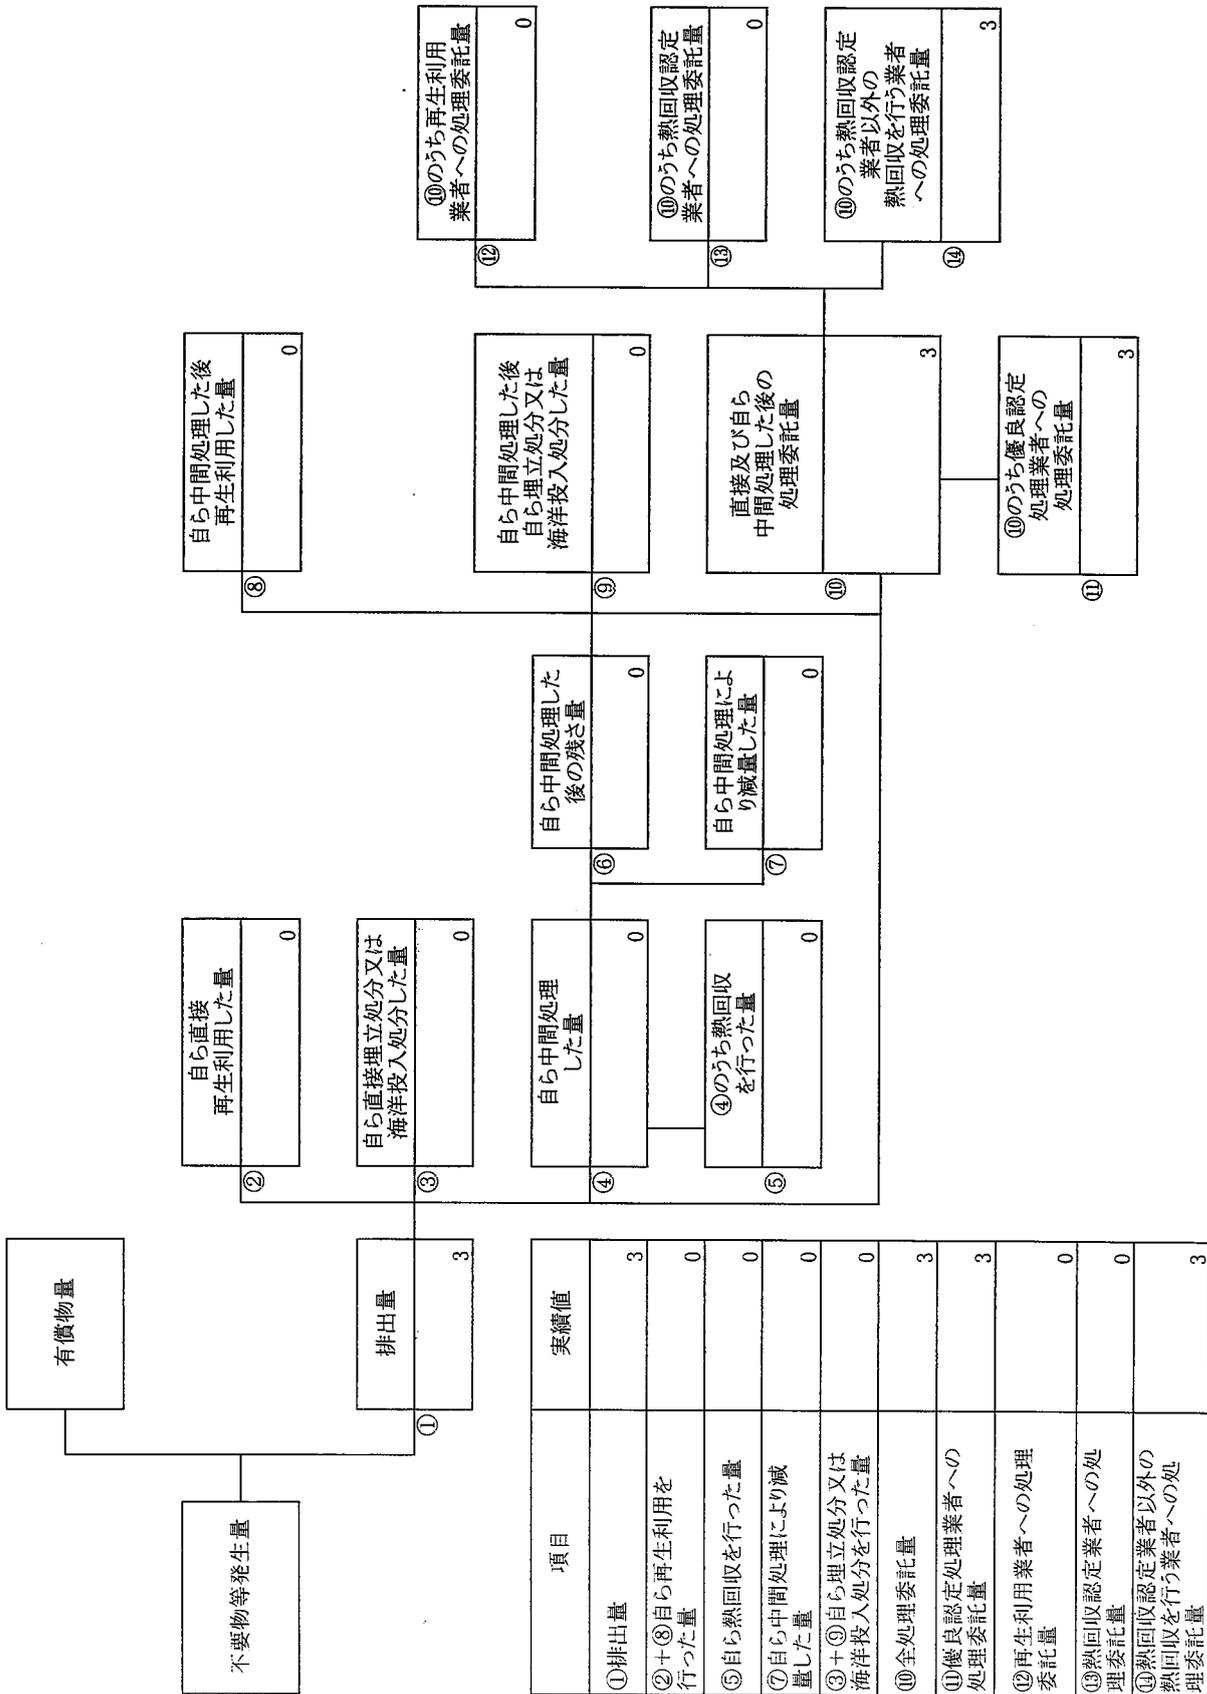 有償物量
不要物等発生量
排出量
①
3
自ら直接
再生利用した量
②
0
自ら直接埋立処分又は
海洋投入処分した量
③
0
自ら中間処理
した量
④
0
④のうち熱回収
を行った量
⑤
0
自ら中間処理した
後の残さ量
⑥
0
自ら中間処理によ
り減量した量
⑦
0
自ら中間処理した後
再生利用した量
⑧
0
自ら中間処理した後
自ら埋立処分又は
海洋投入処分した量
⑨
0
直接及び自ら
中間処理した後の
処理委託量
⑩
3
⑩のうち優良認定
処理業者への
処理委託量
⑪
3
⑩のうち再生利用
業者への処理委託量
⑫
0
⑩のうち熱回収認定
業者への処理委託量
⑬
0
⑩のうち熱回収認定
業者以外の
熱回収を行う業者
への処理委託量
⑭
3
項目 実績値
①排出量 3
②+⑧自ら再生利用を
行った量 0
⑤自ら熱回収を行った量 0
⑦自ら中間処理により減
量した量 0
③+⑨自ら埋立処分又は
海洋投入処分を行った量 0
⑩全処理委託量 3
⑪優良認定処理業者への
処理委託量 3
⑫再生利用業者への処理
委託量 0
⑬熱回収認定業者への処
理委託量 0
⑭熱回収認定業者以外の
熱回収を行う業者への処
理委託量 3